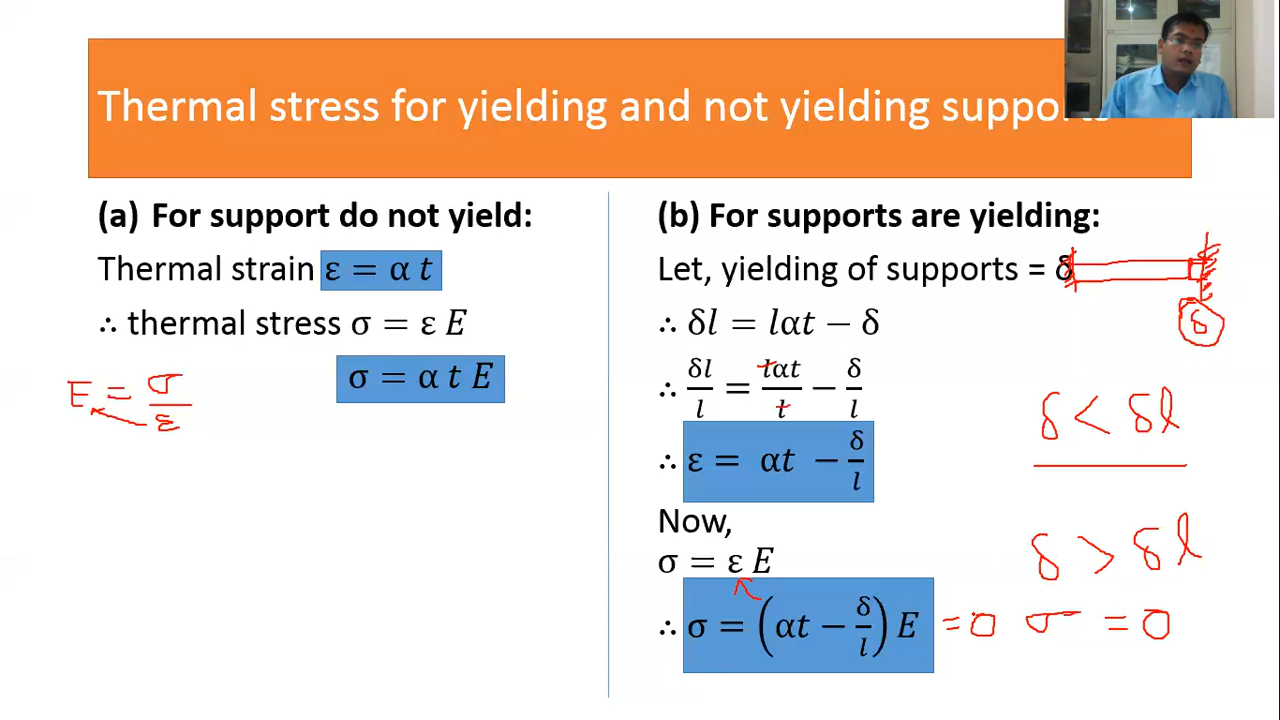 Thermal stress for yielding and not yielding supports
(a) For support do not yield:
Thermal strain ε = α t
∴ thermal stress σ = ε E
σ = α t E
E = σ/ε
(b) For supports are yielding:
Let, yielding of supports = δ
δ
∴ δl = lαt − δ
∴ δl/l = lαt/l − δ/l
δ < δl
∴ ε = αt − δ/l
Now,
σ = ε E
δ > δl
∴ σ = (αt − δ/l) E = 0 σ = 0